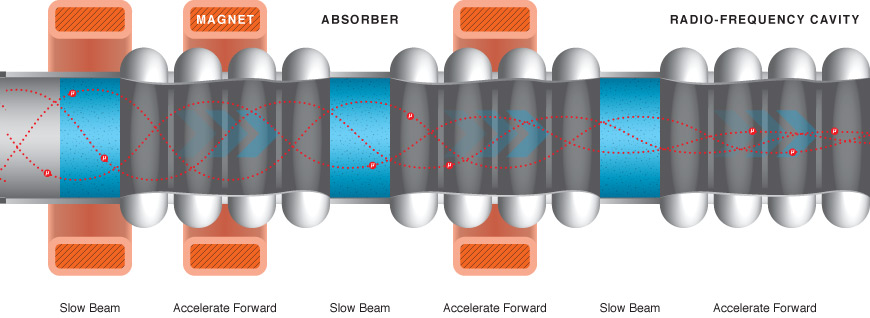 MAGNET
ABSORBER
RADIO-FREQUENCY CAVITY
μ
μ
μ
μ
μ
μ
μ
μ
μ
Slow Beam
Accelerate Forward
Slow Beam
Accelerate Forward
Slow Beam
Accelerate Forward